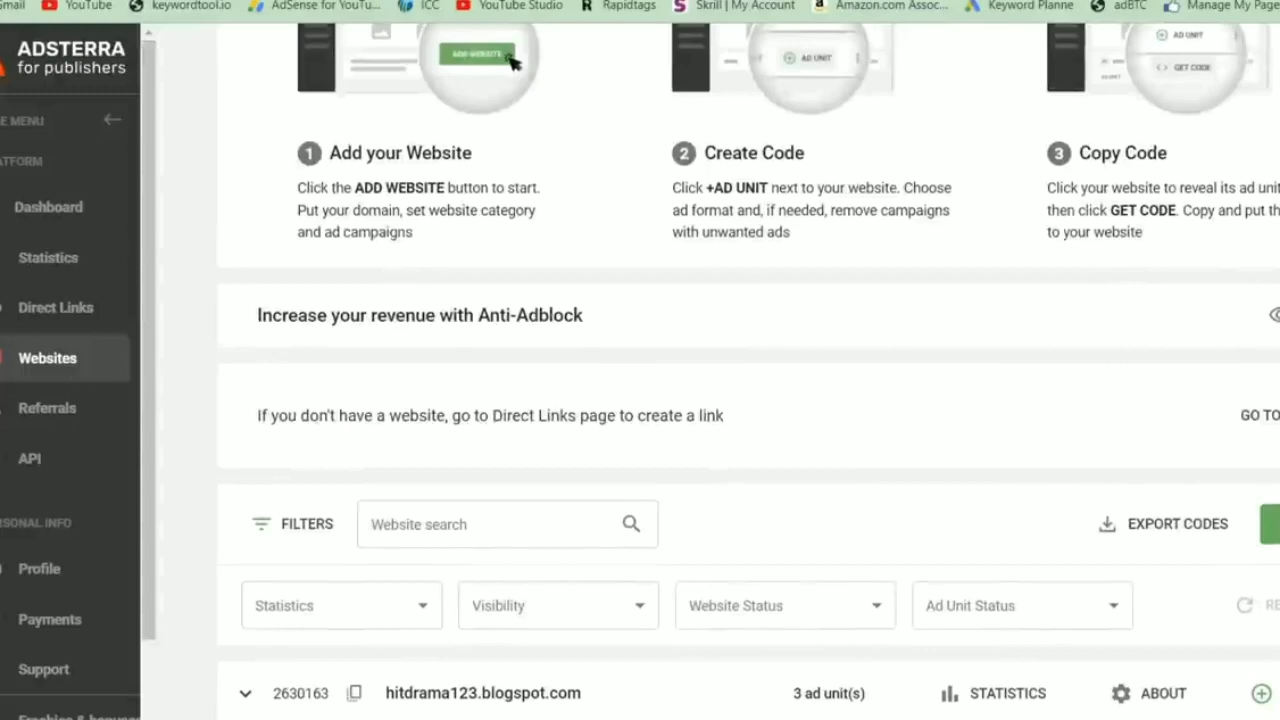 Gmail YouTube keywordtool.io AdSense for YouTu... ICC YouTube Studio Rapidtags Skrill | My Account Amazon.com Assoc... Keyword Planne adBTC Manage My Page
ADSTERRA
for publishers
E MENU
ATFORM
Dashboard
Statistics
Direct Links
Websites
Referrals
API
RSONAL INFO
Profile
Payments
Support
ADD WEBSITE
AD UNIT
AD UNIT
GET CODE
1 Add your Website
Click the ADD WEBSITE button to start.
Put your domain, set website category
and ad campaigns
2 Create Code
Click +AD UNIT next to your website. Choose
ad format and, if needed, remove campaigns
with unwanted ads
3 Copy Code
Click your website to reveal its ad unit
then click GET CODE. Copy and put th
to your website
Increase your revenue with Anti-Adblock
If you don't have a website, go to Direct Links page to create a link
GO TO
FILTERS Website search EXPORT CODES
Statistics Visibility Website Status Ad Unit Status RE
2630163 hitdrama123.blogspot.com 3 ad unit(s) STATISTICS ABOUT